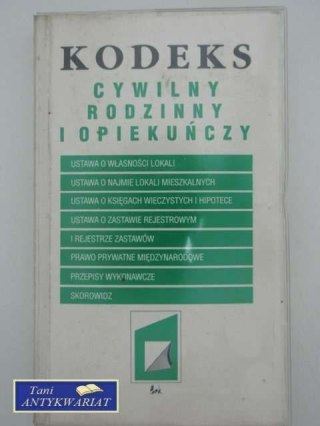 KODEKS
CYWILNY
RODZINNY
I OPIEKUŃCZY
USTAWA O WŁASNOŚCI LOKALI
USTAWA O NAJMIE LOKALI MIESZKALNYCH
USTAWA O KSIĘGACH WIECZYSTYCH I HIPOTECE
USTAWA O ZASTAWIE REJESTROWYM
I REJESTRZE ZASTAWÓW
PRAWO PRYWATNE MIĘDZYNARODOWE
PRZEPISY WYKONAWCZE
SKOROWIDZ
Tani
ANTYKWARIAT